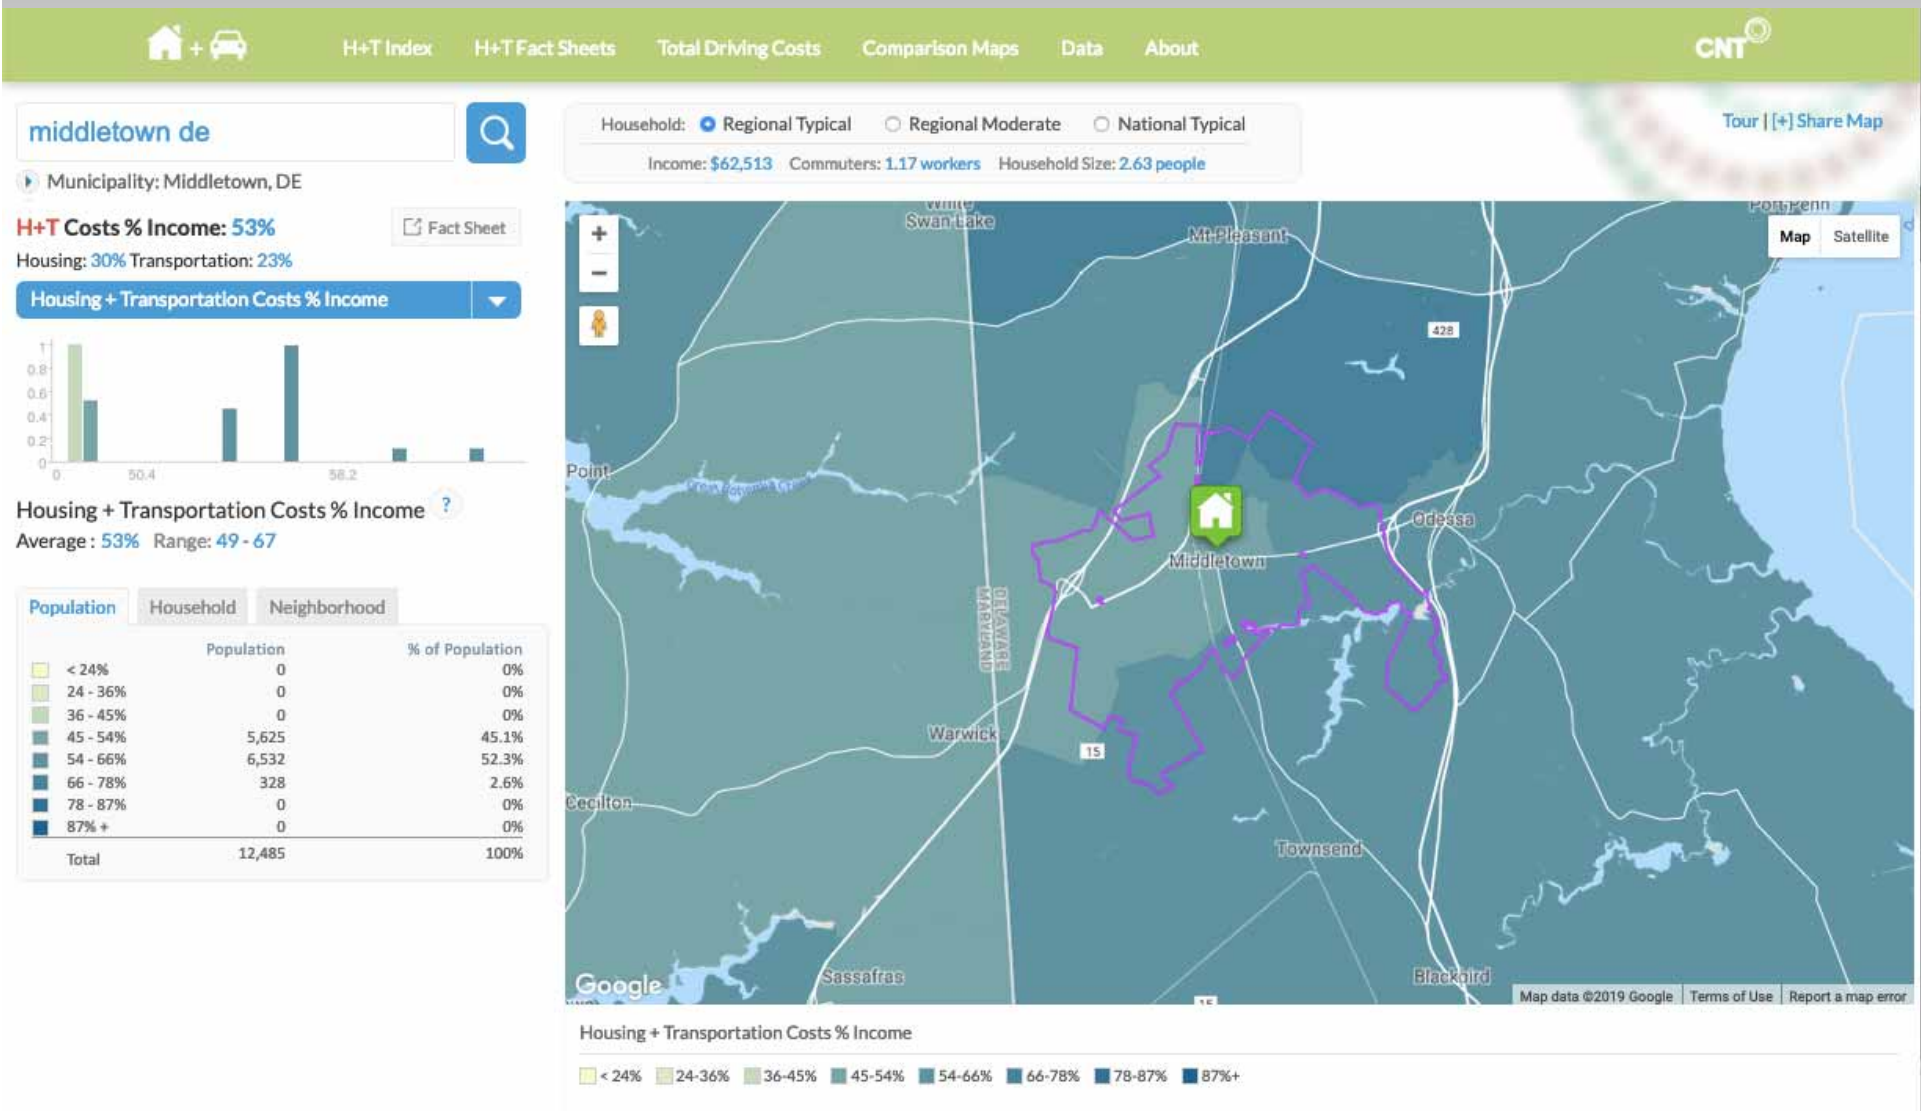 H+T Index H+T Fact Sheets Total Driving Costs Comparison Maps Data About
CNT
middletown de
Municipality: Middletown, DE
H+T Costs % Income: 53%
Fact Sheet
Housing: 30% Transportation: 23%
Housing + Transportation Costs % Income
1
0.8
0.6
0.4
0.2
0
0 50.4 58.2
Housing + Transportation Costs % Income ?
Average : 53% Range: 49 - 67
Population Household Neighborhood
Population % of Population
< 24% 0 0%
24 - 36% 0 0%
36 - 45% 0 0%
45 - 54% 5,625 45.1%
54 - 66% 6,532 52.3%
66 - 78% 328 2.6%
78 - 87% 0 0%
87% + 0 0%
Total 12,485 100%
Household: Regional Typical Regional Moderate National Typical
Income: $62,513 Commuters: 1.17 workers Household Size: 2.63 people
Tour | [+] Share Map
+
−
Map Satellite
White
Swan Lake
Mt Pleasant
Port Penn
428
Point
Great Bohemia Creek
Odessa
Middletown
DELAWARE
MARYLAND
Warwick
15
Cecilton
Townsend
Sassafras
Blackbird
15
Google
Map data ©2019 Google Terms of Use Report a map error
Housing + Transportation Costs % Income
< 24% 24-36% 36-45% 45-54% 54-66% 66-78% 78-87% 87%+